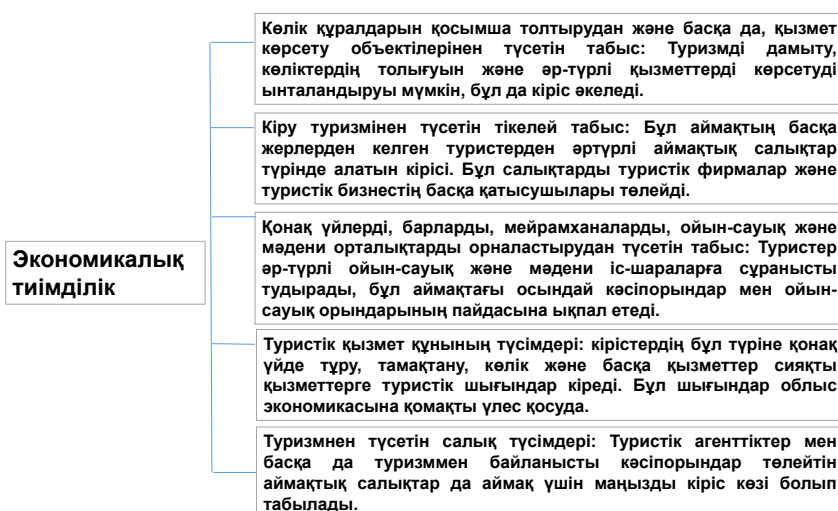 Көлік құралдарын қосымша толтырудан және басқа да, қызмет
көрсету объектілерінен түсетін табыс: Туризмді дамыту,
көліктердің толығуын және әр-түрлі қызметтерді көрсетуді
ынталандыруы мүмкін, бұл да кіріс әкеледі.
Кіру туризмінен түсетін тікелей табыс: Бұл аймақтың басқа
жерлерден келген туристерден әртүрлі аймақтық салықтар
түрінде алатын кірісі. Бұл салықтарды туристік фирмалар және
туристік бизнестің басқа қатысушылары төлейді.
Экономикалық
тиімділік
Қонақ үйлерді, барларды, мейрамханаларды, ойын-сауық және
мәдени орталықтарды орналастырудан түсетін табыс: Туристер
әр-түрлі ойын-сауық және мәдени іс-шараларға сұранысты
тудырады, бұл аймақтағы осындай кәсіпорындар мен ойын-
сауық орындарының пайдасына ықпал етеді.
Туристік қызмет құнының түсімдері: кірістердің бұл түріне қонақ
үйде тұру, тамақтану, көлік және басқа қызметтер сияқты
қызметтерге туристік шығындар кіреді. Бұл шығындар облыс
экономикасына қомақты үлес қосуда.
Туризмнен түсетін салық түсімдері: Туристік агенттіктер мен
басқа да туризммен байланысты кәсіпорындар төлейтін
аймақтық салықтар да аймақ үшін маңызды кіріс көзі болып
табылады.